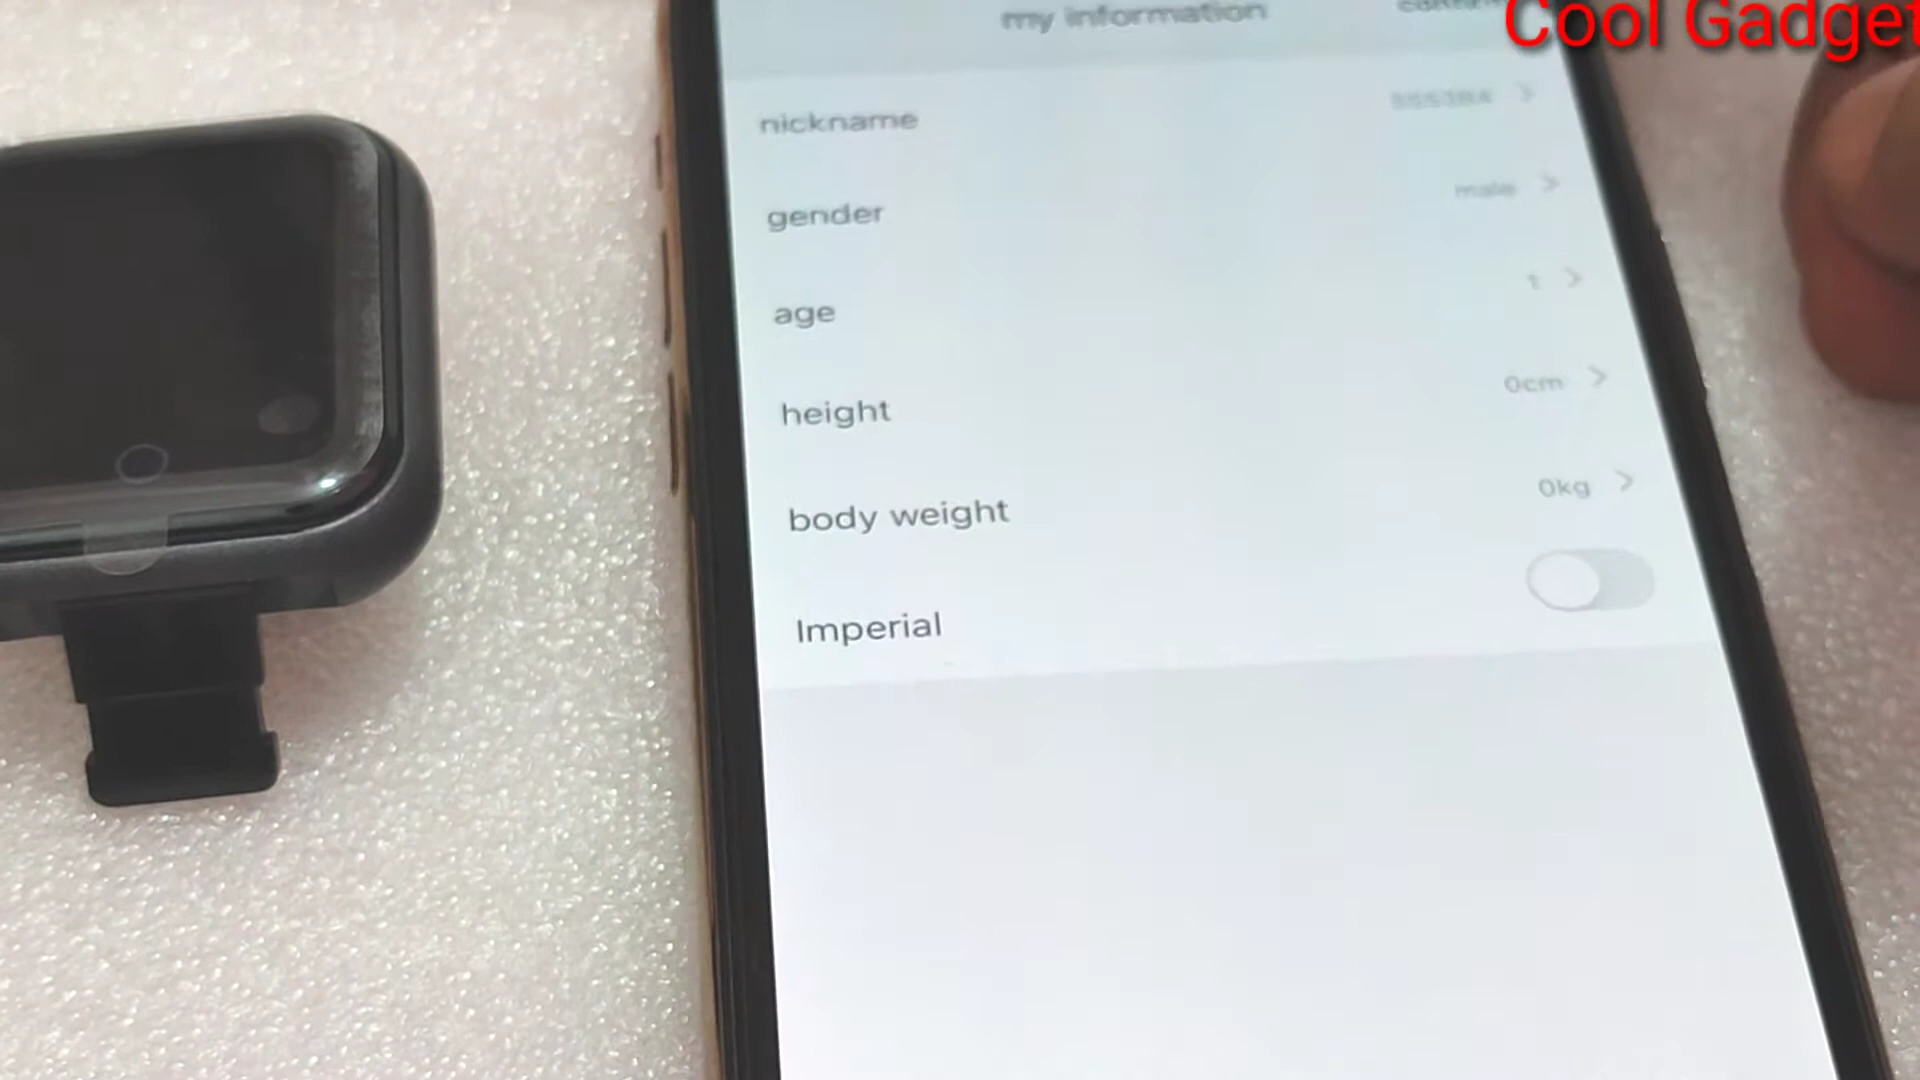 my information
Cool Gadget
nickname
gender male
age
height 0cm
body weight 0kg
Imperial